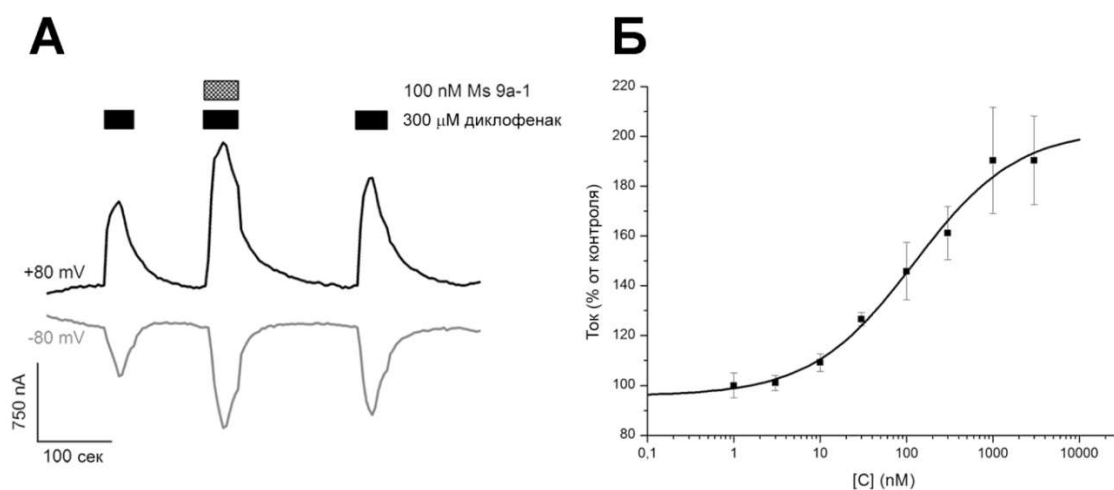 А
100 nM Ms 9a-1
300 µM диклофенак
+80 mV
-80 mV
750 nA
100 сек
Б
220
200
180
160
140
120
100
80
Ток (% от контроля)
0,1
1
10
100
1000
10000
[C] (nM)